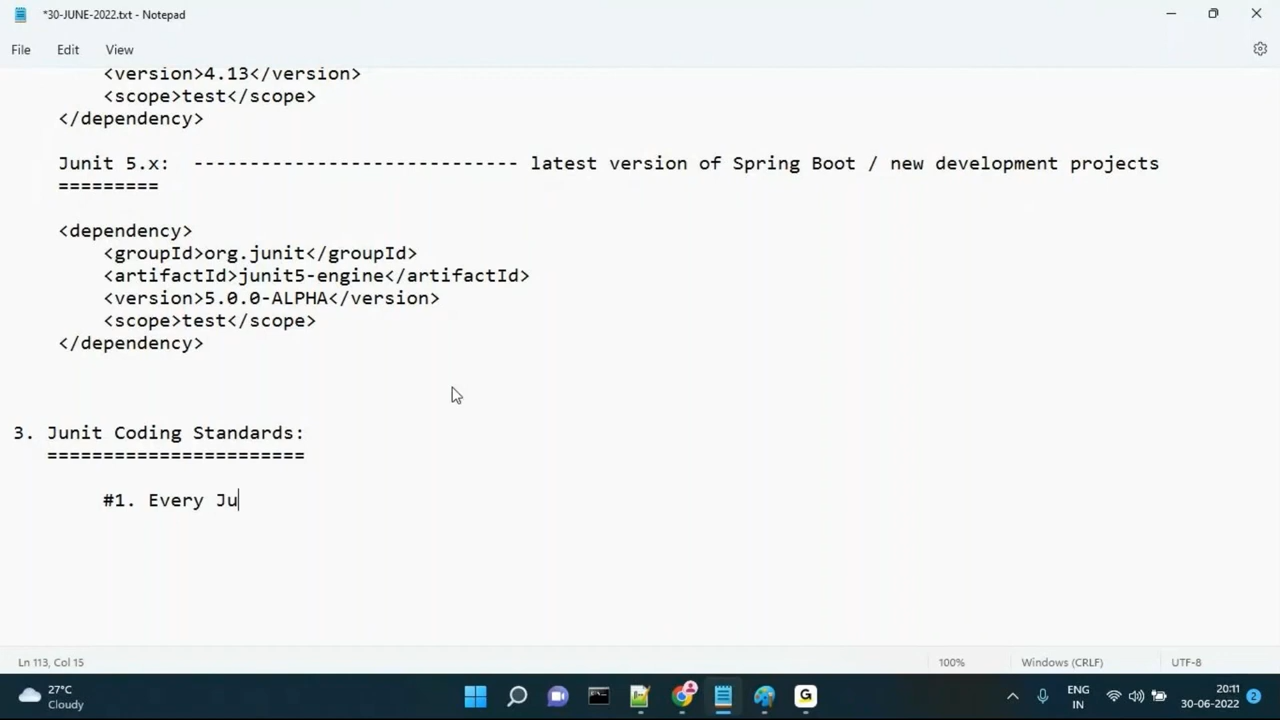 *30-JUNE-2022.txt - Notepad
File Edit View
<version>4.13</version>
<scope>test</scope>
</dependency>
Junit 5.x: ----------------------------- latest version of Spring Boot / new development projects
=========
<dependency>
<groupId>org.junit</groupId>
<artifactId>junit5-engine</artifactId>
<version>5.0.0-ALPHA</version>
<scope>test</scope>
</dependency>
3. Junit Coding Standards:
=======================
#1. Every Ju
Ln 113, Col 15 100% Windows (CRLF) UTF-8
27°C
Cloudy
ENG
IN
20:11
30-06-2022
2